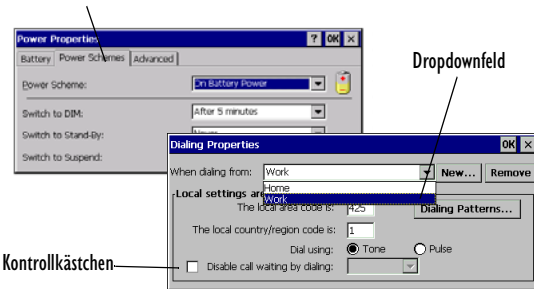 Power Properties ? OK ×
Battery Power Schemes Advanced
Power Scheme: On Battery Power
Switch to DIM: After 5 minutes
Switch to Stand-By: Never
Switch to Suspend:
Dropdownfeld
Dialing Properties OK ×
When dialing from: Work New... Remove
Home
Work
Local settings are
The local area code is: 425 Dialing Patterns...
The local country/region code is: 1
Dial using: Tone Pulse
Kontrollkästchen
Disable call waiting by dialing: